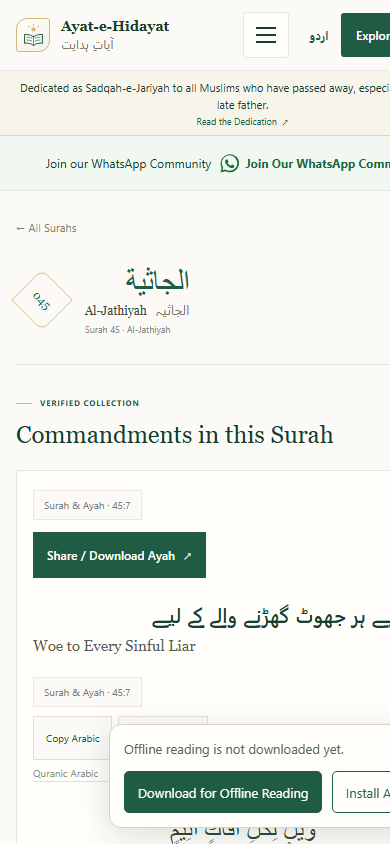 Ayat-e-Hidayat
آیاتِ ہدایت
اردو
Explor
Dedicated as Sadqah-e-Jariyah to all Muslims who have passed away, especi
late father.
Read the Dedication ↗
Join our WhatsApp Community
Join Our WhatsApp Comm
← All Surahs
045
الجاثية
Al-Jathiyah الجاثیہ
Surah 45 · Al-Jathiyah
VERIFIED COLLECTION
Commandments in this Surah
Surah & Ayah · 45:7
Share / Download Ayah ↗
ہر جھوٹ گھڑنے والے کے لیے
Woe to Every Sinful Liar
Surah & Ayah · 45:7
Copy Arabic
Quranic Arabic
Offline reading is not downloaded yet.
Download for Offline Reading
Install A